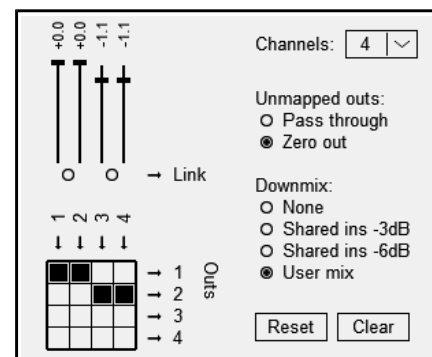 +0.0 +0.0 -1.1 -1.1
Channels: 4
Unmapped outs:
Pass through
Zero out
→ Link
Downmix:
None
Shared ins -3dB
Shared ins -6dB
User mix
1 2 3 4
↓ ↓ ↓ ↓
→ 1
→ 2
→ 3
→ 4
Outs
Reset Clear